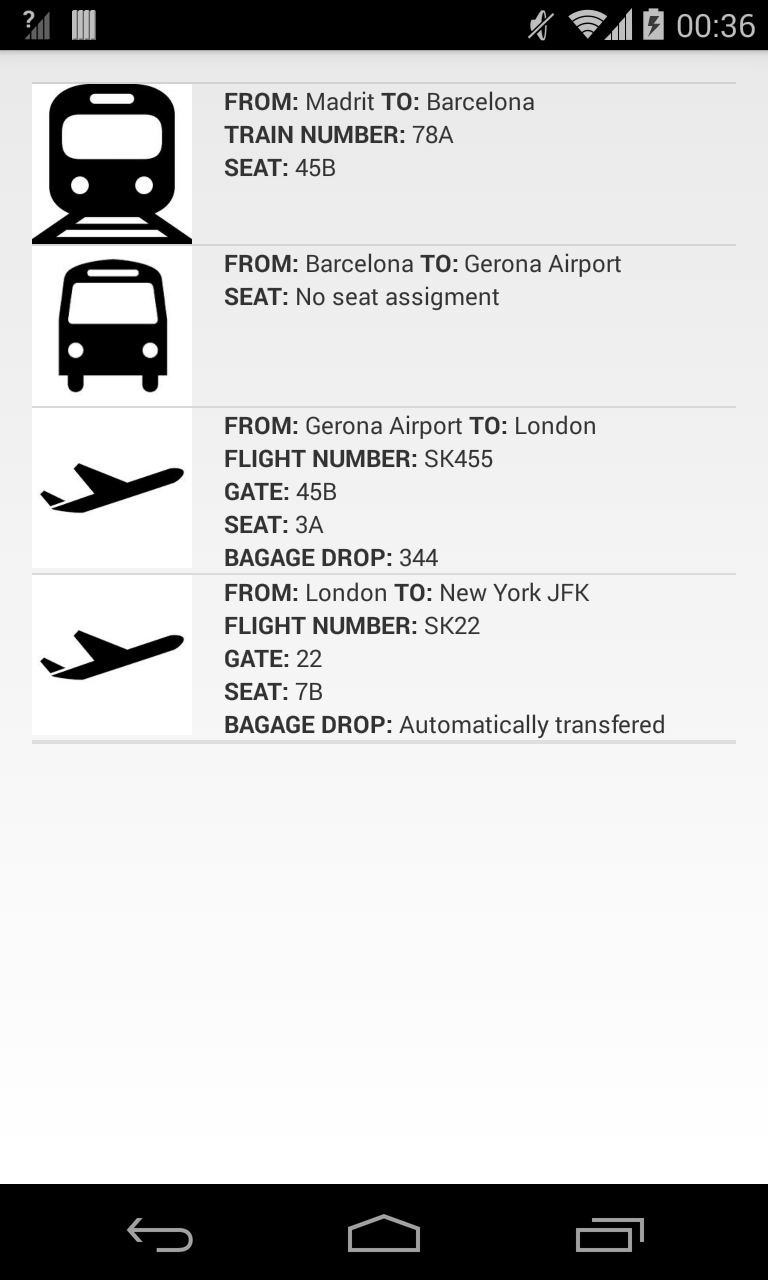 ?
00:36
FROM: Madrit TO: Barcelona
TRAIN NUMBER: 78A
SEAT: 45B
FROM: Barcelona TO: Gerona Airport
SEAT: No seat assigment
FROM: Gerona Airport TO: London
FLIGHT NUMBER: SK455
GATE: 45B
SEAT: 3A
BAGAGE DROP: 344
FROM: London TO: New York JFK
FLIGHT NUMBER: SK22
GATE: 22
SEAT: 7B
BAGAGE DROP: Automatically transfered